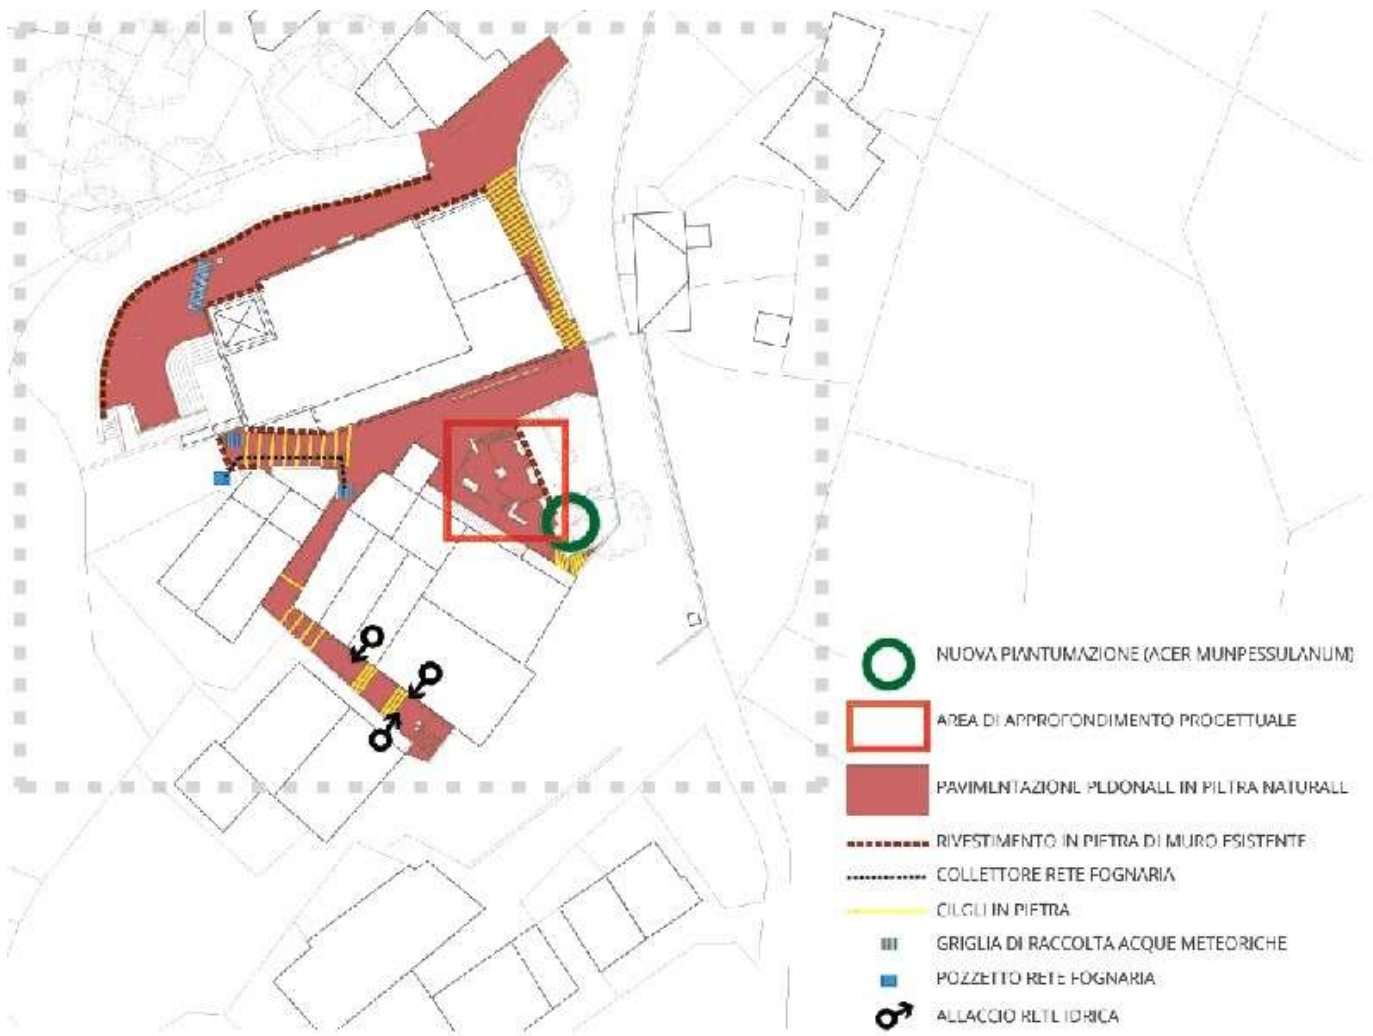 NUOVA PIANTUMAZIONE (ACER MUNPESSULANUM)
AREA DI APPROFONDIMENTO PROGETTUALE
PAVIMENTAZIONE PEDONALE IN PIETRA NATURALE
RIVESTIMENTO IN PIETRA DI MURO ESISTENTE
COLLETTORE RETE FOGNARIA
CILGLI IN PIETRA
GRIGLIA DI RACCOLTA ACQUE METEORICHE
POZZETTO RETE FOGNARIA
ALLACCIO RETE IDRICA